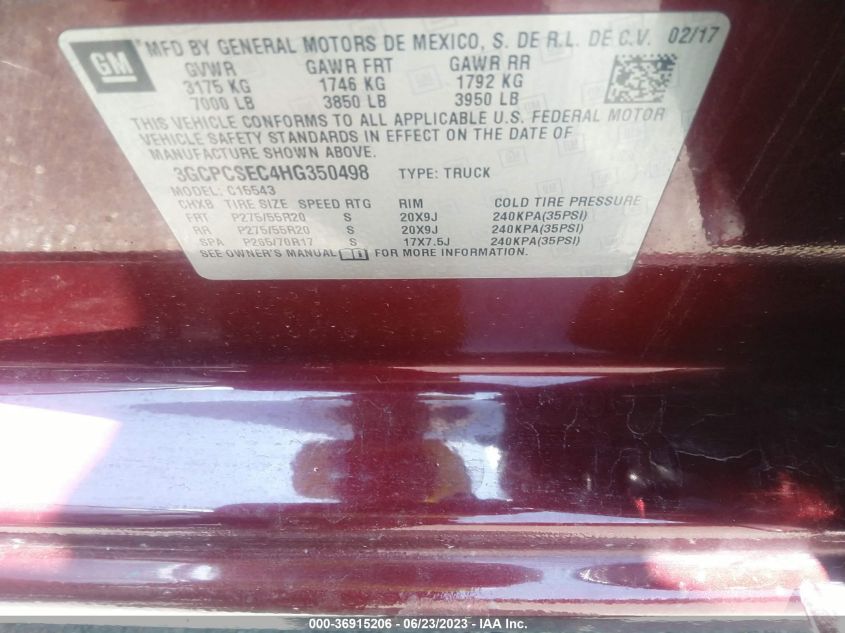 GM MFD BY GENERAL MOTORS DE MEXICO, S. DE R.L. DE C.V. 02/17
GVWR GAWR FRT GAWR RR
3175 KG 1746 KG 1792 KG
7000 LB 3850 LB 3950 LB
THIS VEHICLE CONFORMS TO ALL APPLICABLE U.S. FEDERAL MOTOR
VEHICLE SAFETY STANDARDS IN EFFECT ON THE DATE OF
MANUFACTURE SHOWN ABOVE.
3GCPCSEC4HG350498 TYPE: TRUCK
MODEL: C15543
CHXB TIRE SIZE SPEED RTG RIM COLD TIRE PRESSURE
FRT P275/55R20 S 20X9J 240KPA(35PSI)
RR P275/55R20 S 20X9J 240KPA(35PSI)
SPA P265/70R17 S 17X7.5J 240KPA(35PSI)
SEE OWNER'S MANUAL FOR MORE INFORMATION.
000-36915206 - 06/23/2023 - IAA Inc.